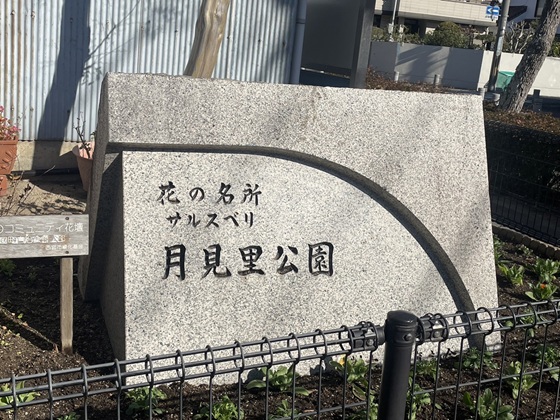 花の名所
サルスベリ
月見里公園
コミュニティ花壇